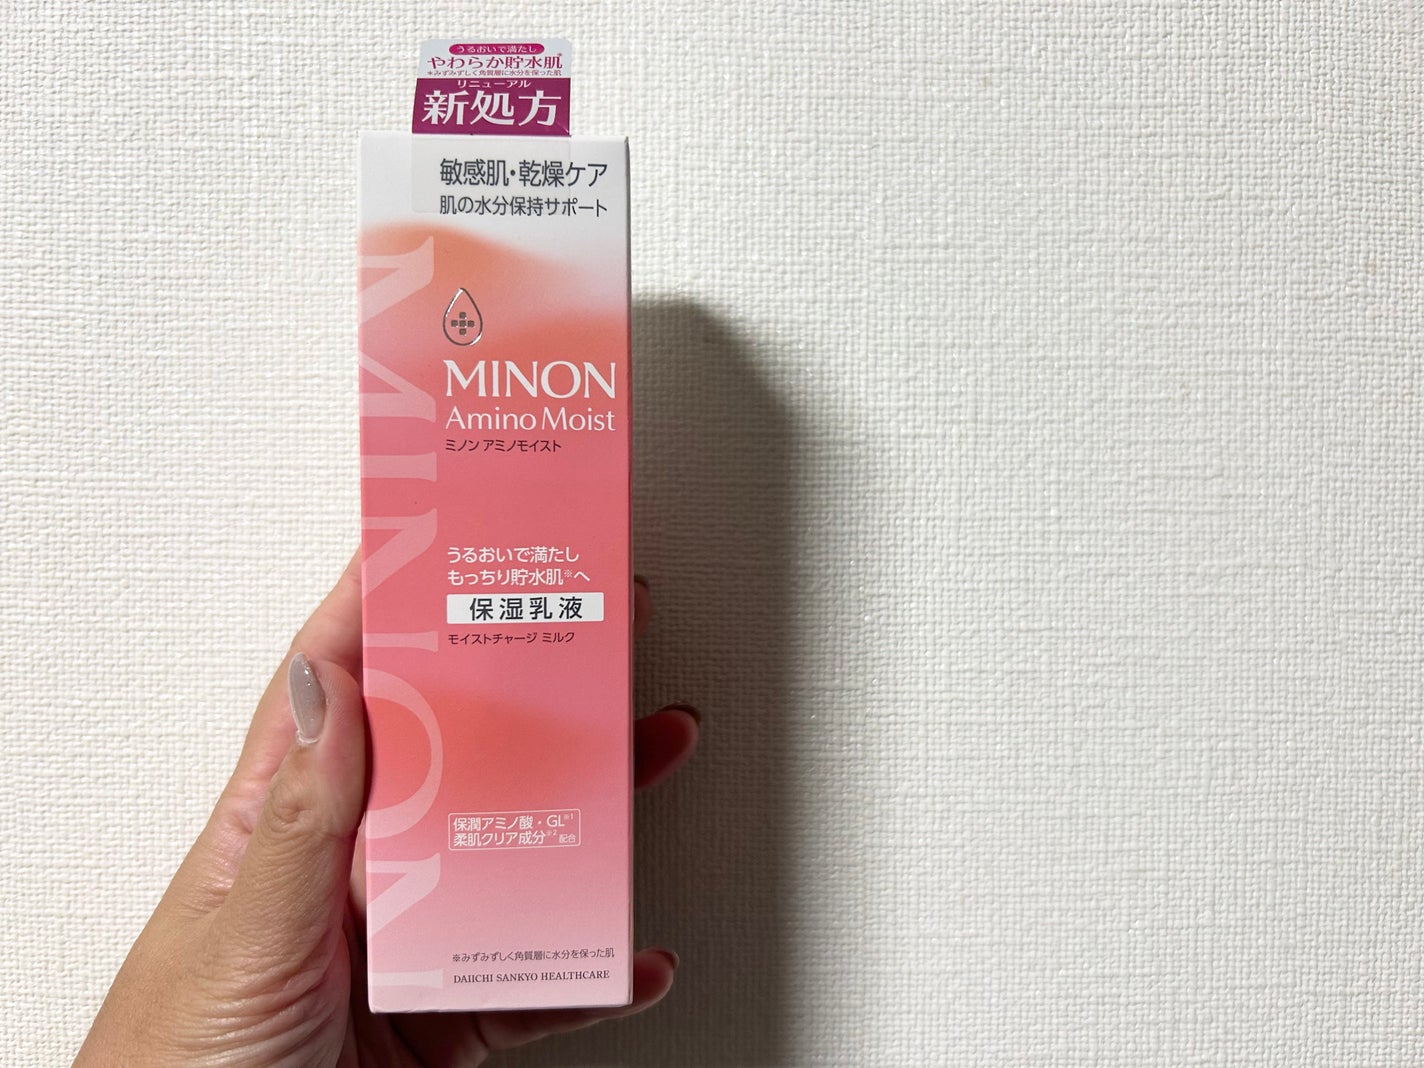 うるおいで満たし
やわらか貯水肌*
*みずみずしく角質層に水分を保った肌
リニューアル
新処方
敏感肌・乾燥ケア
肌の水分保持サポート
MINON
MINON
Amino Moist
ミノン アミノモイスト
うるおいで満たし
もっちり貯水肌※へ
保湿乳液
モイストチャージ ミルク
保潤アミノ酸・GL※1
柔肌クリア成分※2 配合
※みずみずしく角質層に水分を保った肌
DAIICHI SANKYO HEALTHCARE